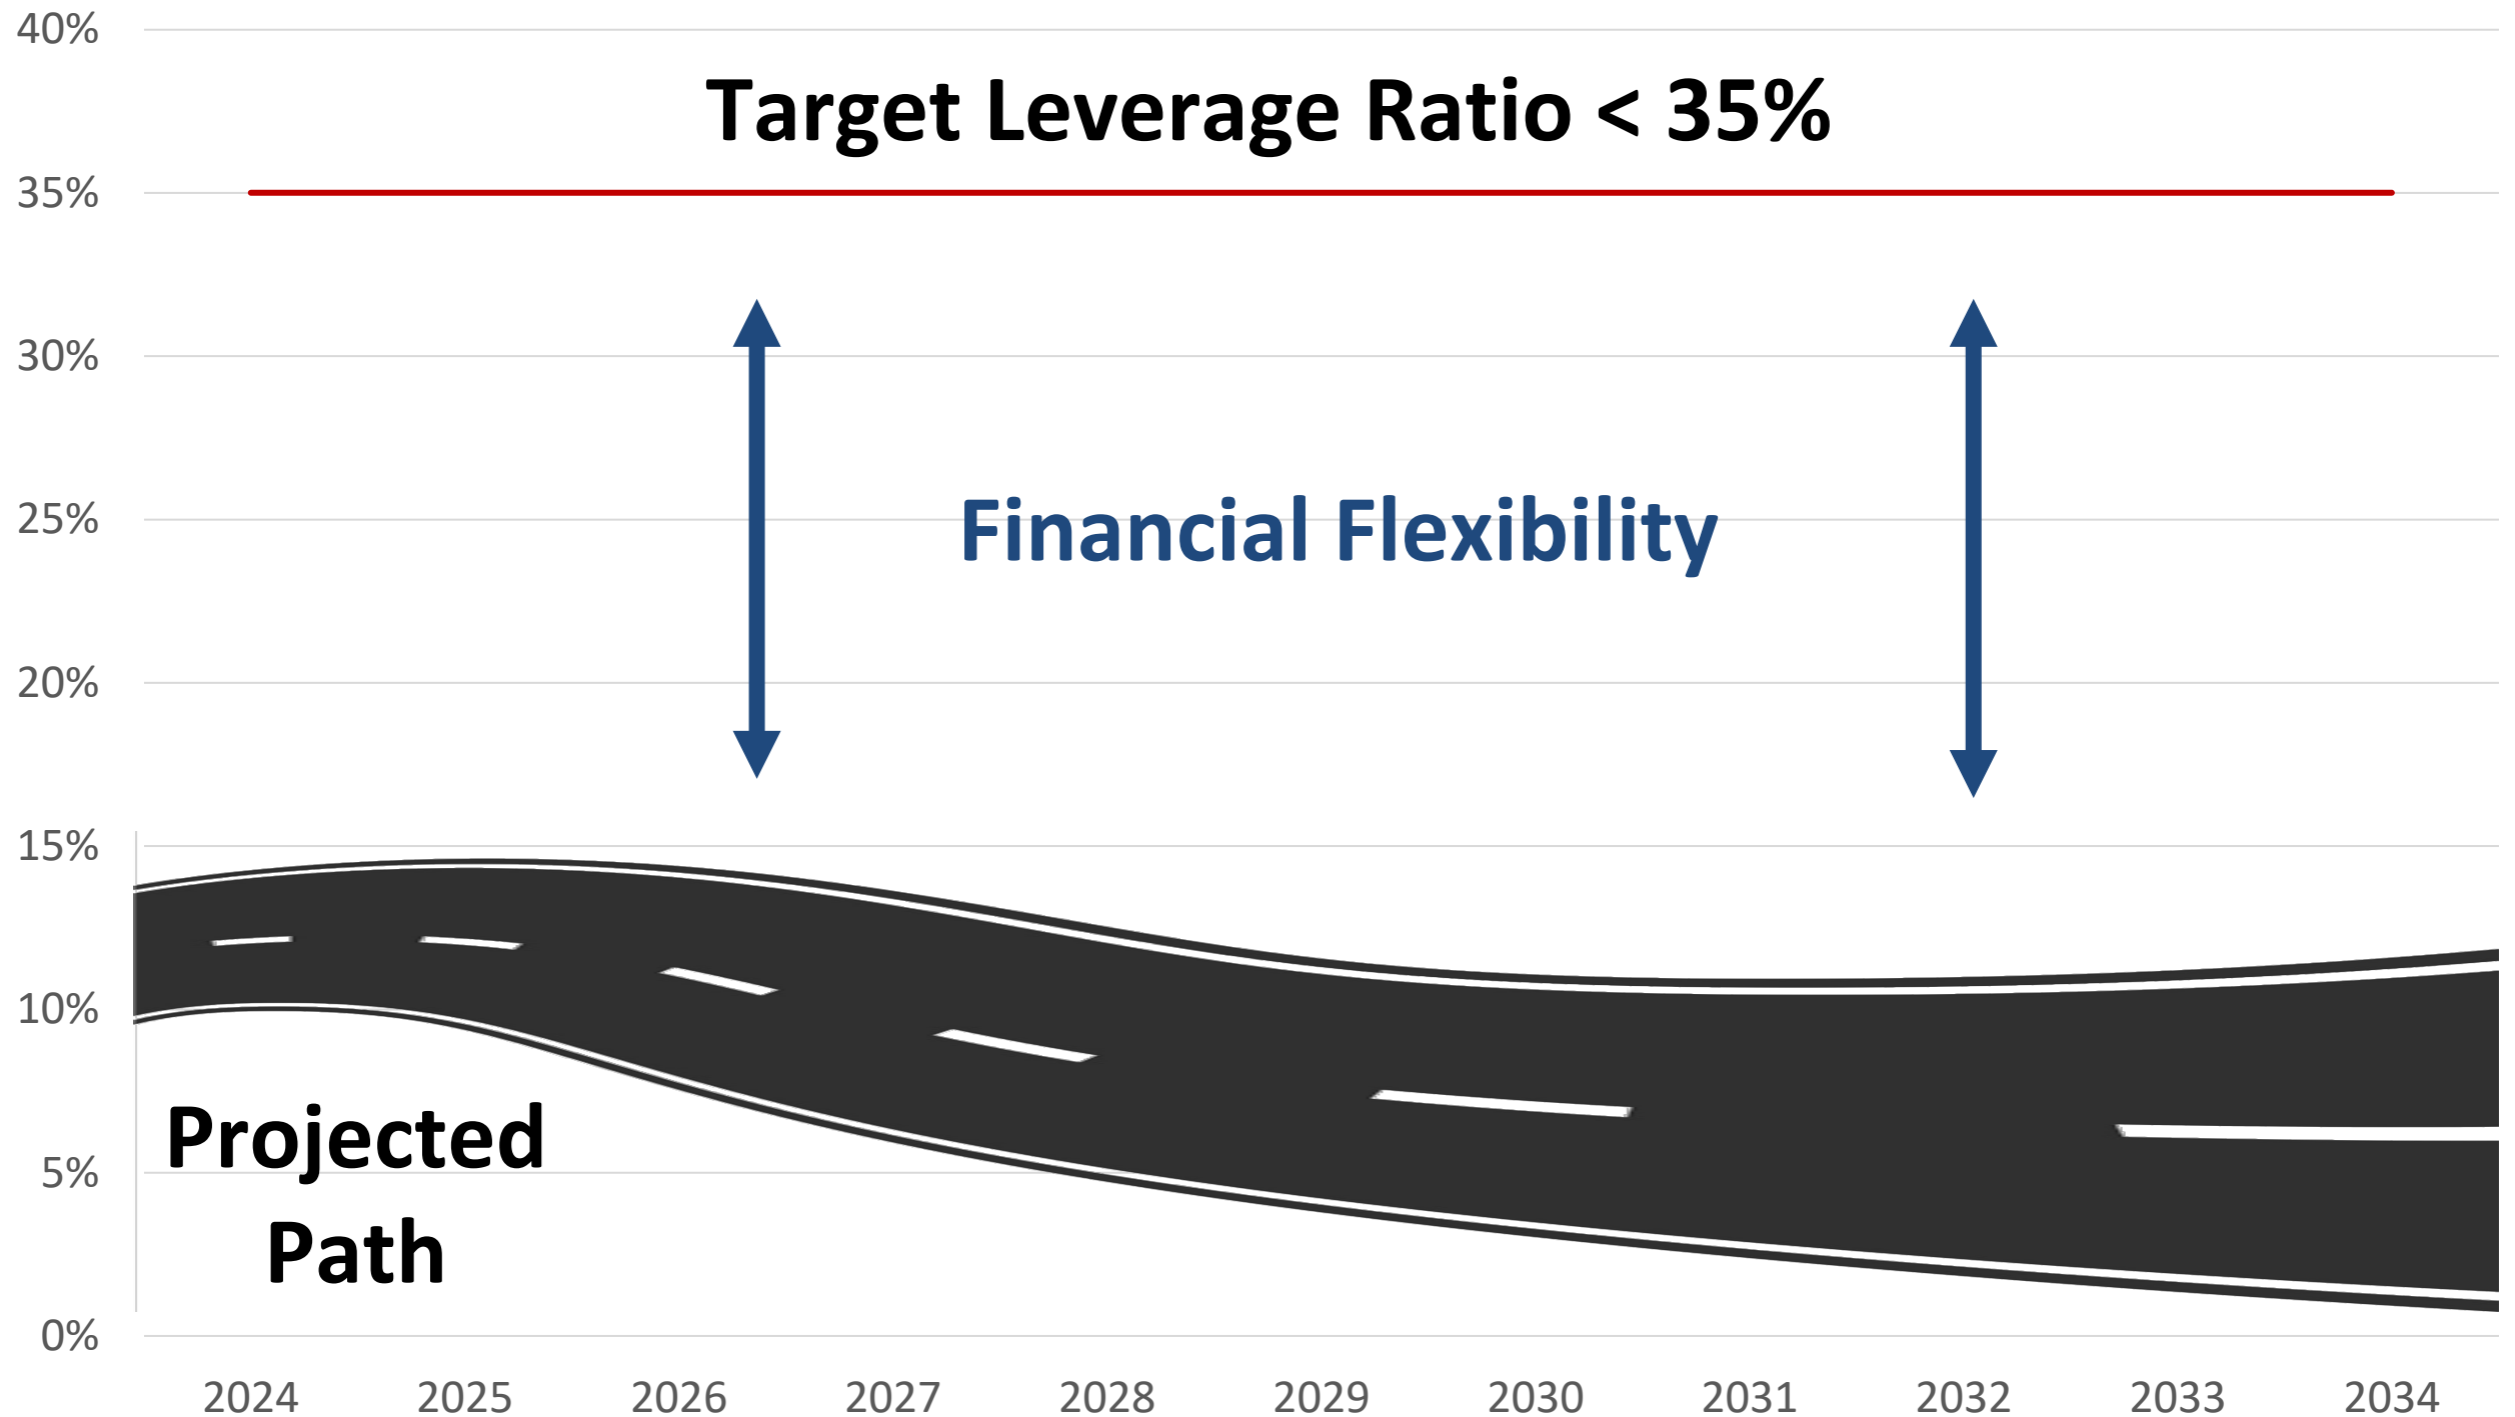 40%
Target Leverage Ratio < 35%
35%
30%
25%
Financial Flexibility
20%
15%
10%
Projected
5%
Path
0%
2024 2025 2026 2027 2028 2029 2030 2031 2032 2033 2034